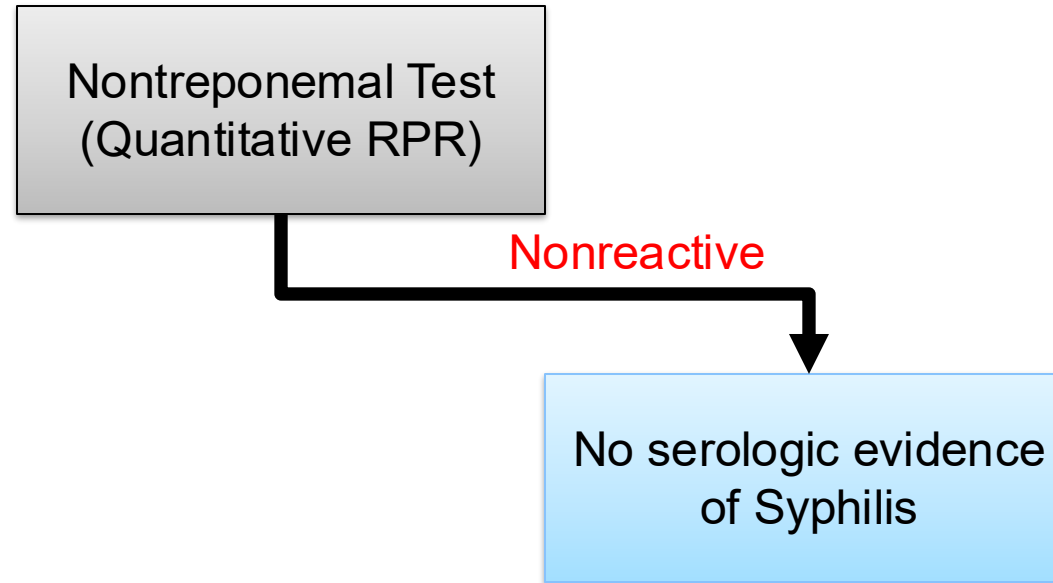 Nontreponemal Test
(Quantitative RPR)
Nonreactive
No serologic evidence
of Syphilis